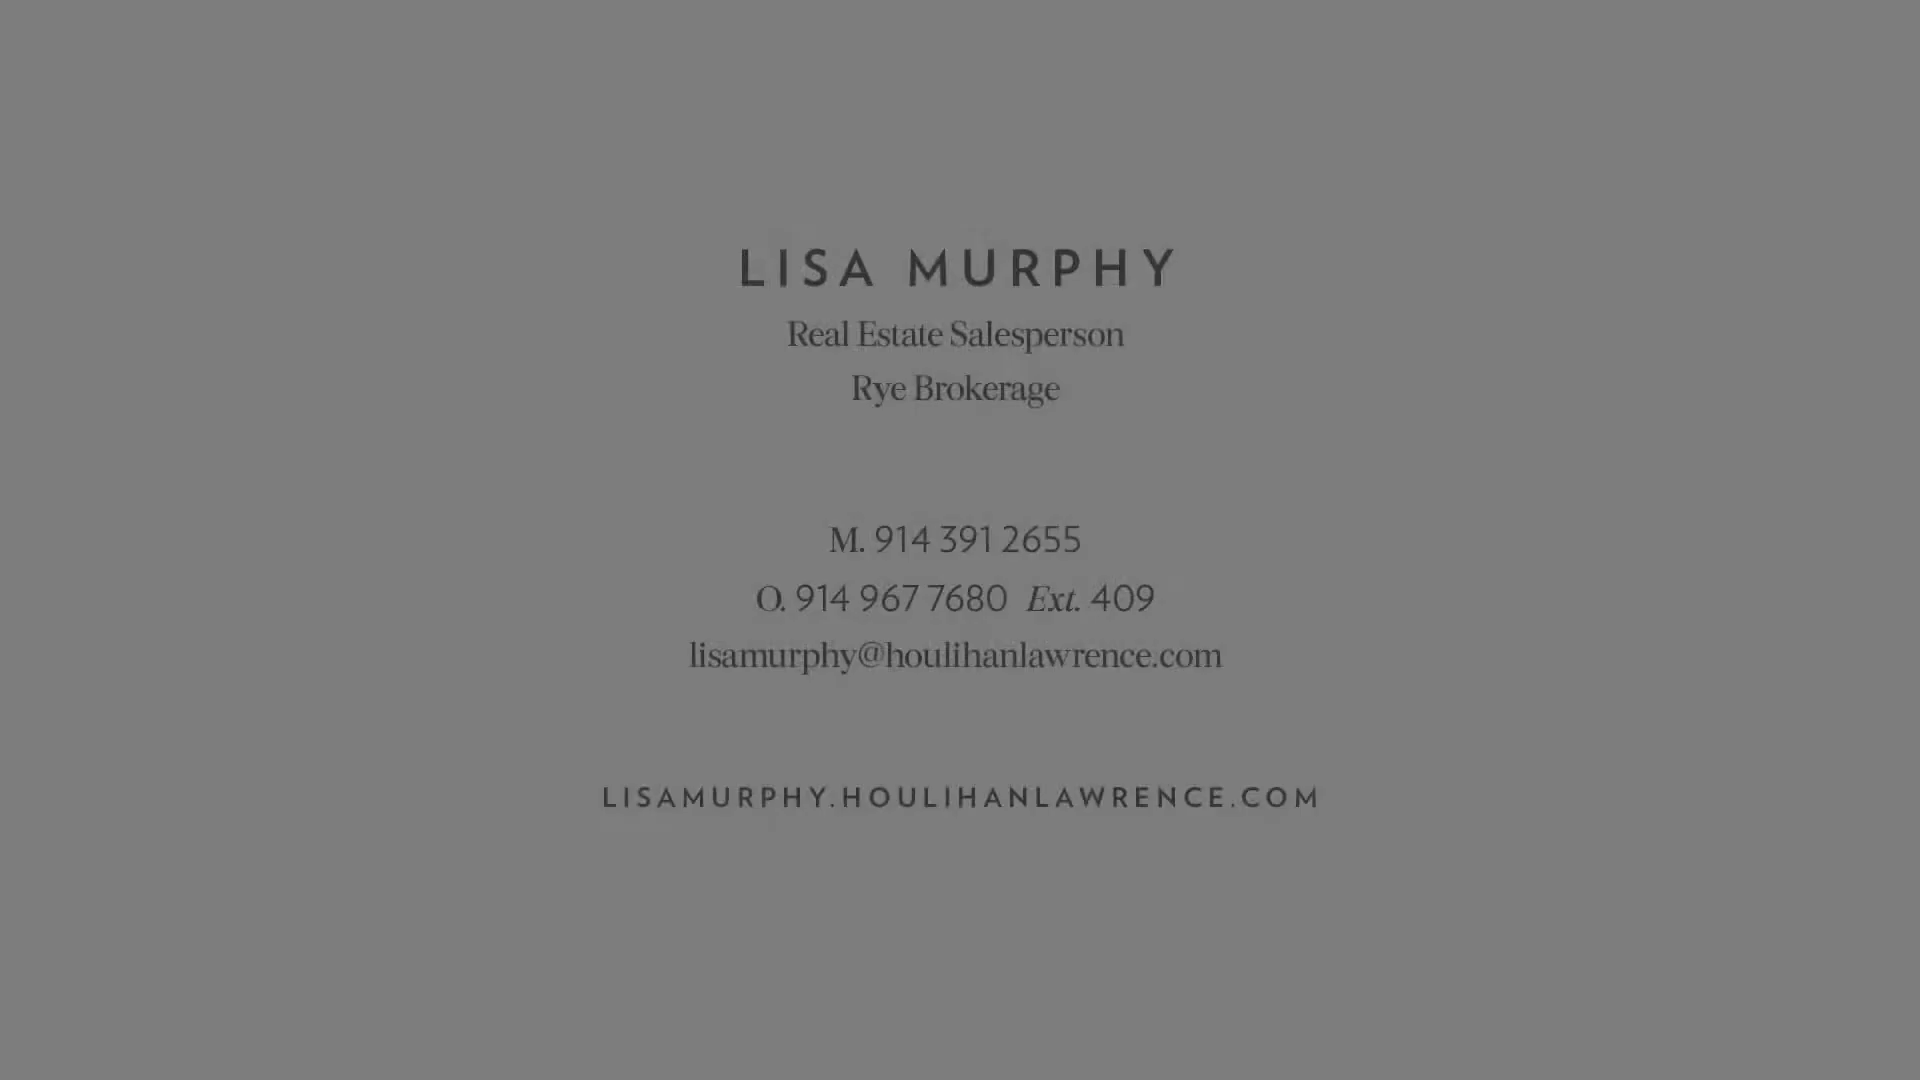 LISA MURPHY
Real Estate Salesperson
Rye Brokerage
M. 914 391 2655
O. 914 967 7680 Ext. 409
lisamurphy@houlihanlawrence.com
LISAMURPHY.HOULIHANLAWRENCE.COM